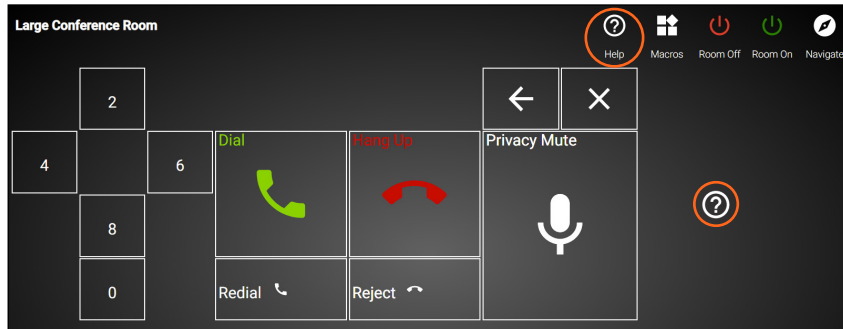 Large Conference Room
Help
Macros
Room Off
Room On
Navigate
2
Dial
Hang Up
Privacy Mute
4
6
8
0
Redial
Reject